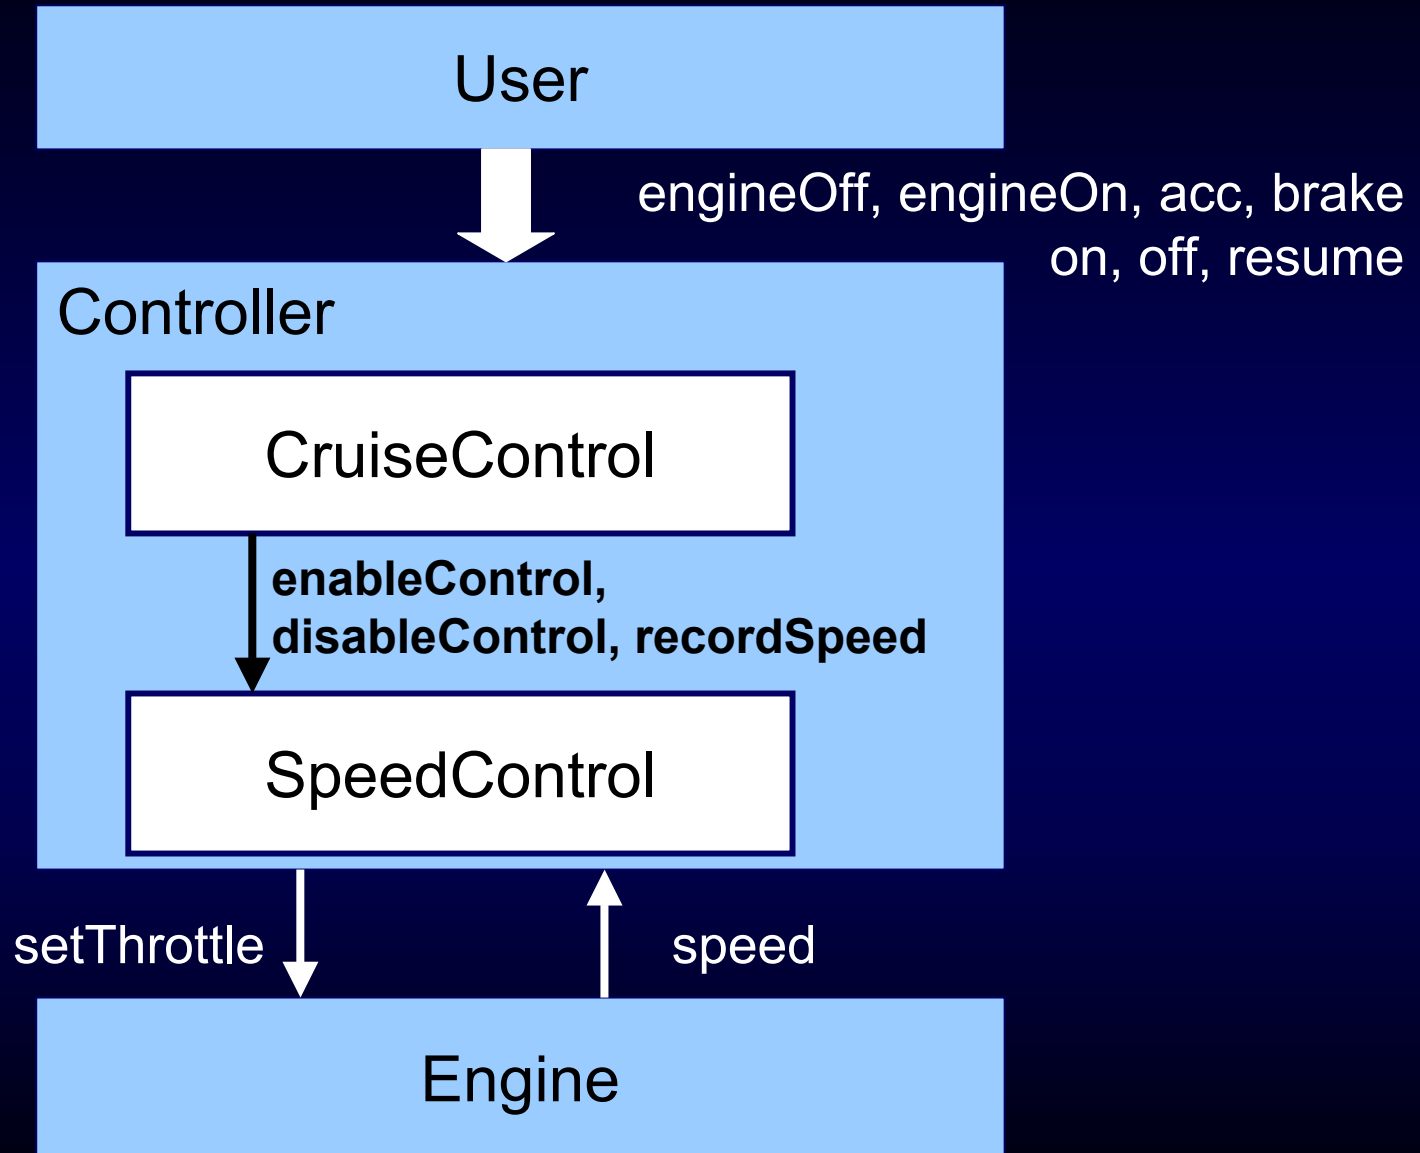 User
engineOff, engineOn, acc, brake
on, off, resume
Controller
CruiseControl
enableControl,
disableControl, recordSpeed
SpeedControl
setThrottle
speed
Engine